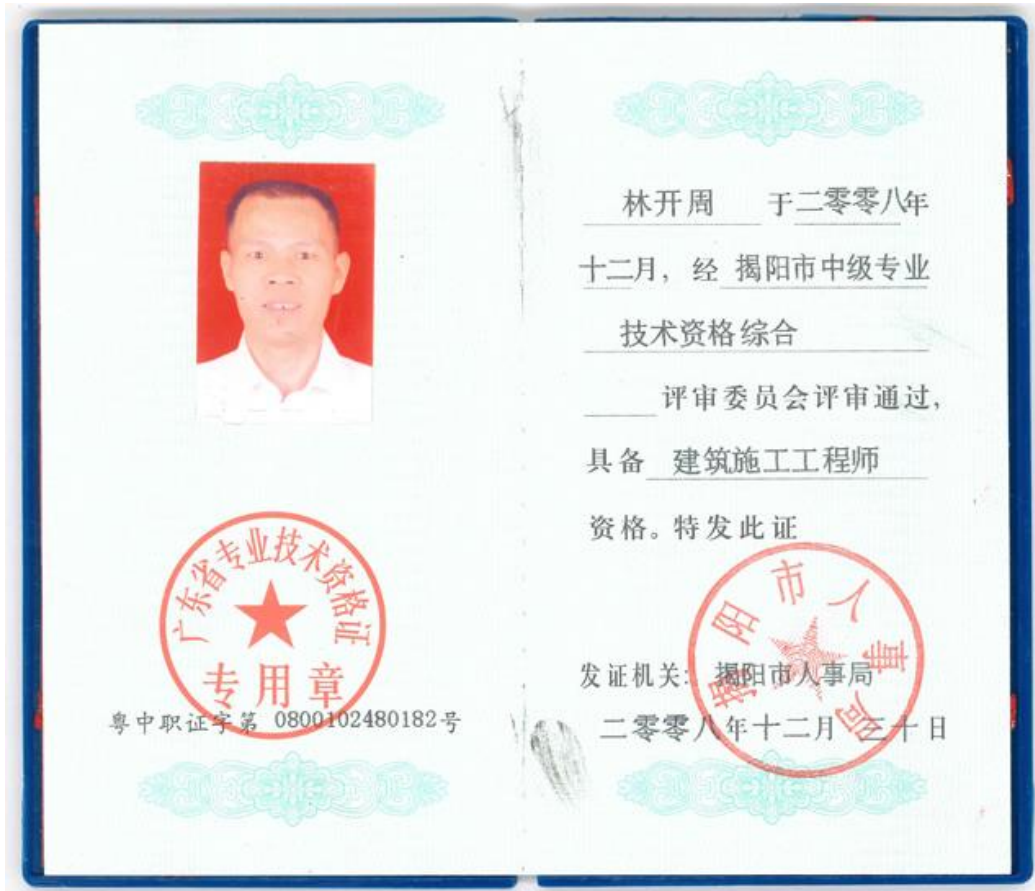 广东省专业技术资格证
专用章
粤中职证字第 0800102480182号
林开周 于二零零八年
十二月，经 揭阳市中级专业
技术资格综合
评审委员会评审通过，
具备 建筑施工工程师
资格。特发此证
揭阳市人事局
发证机关：揭阳市人事局
二零零八年十二月 三十日